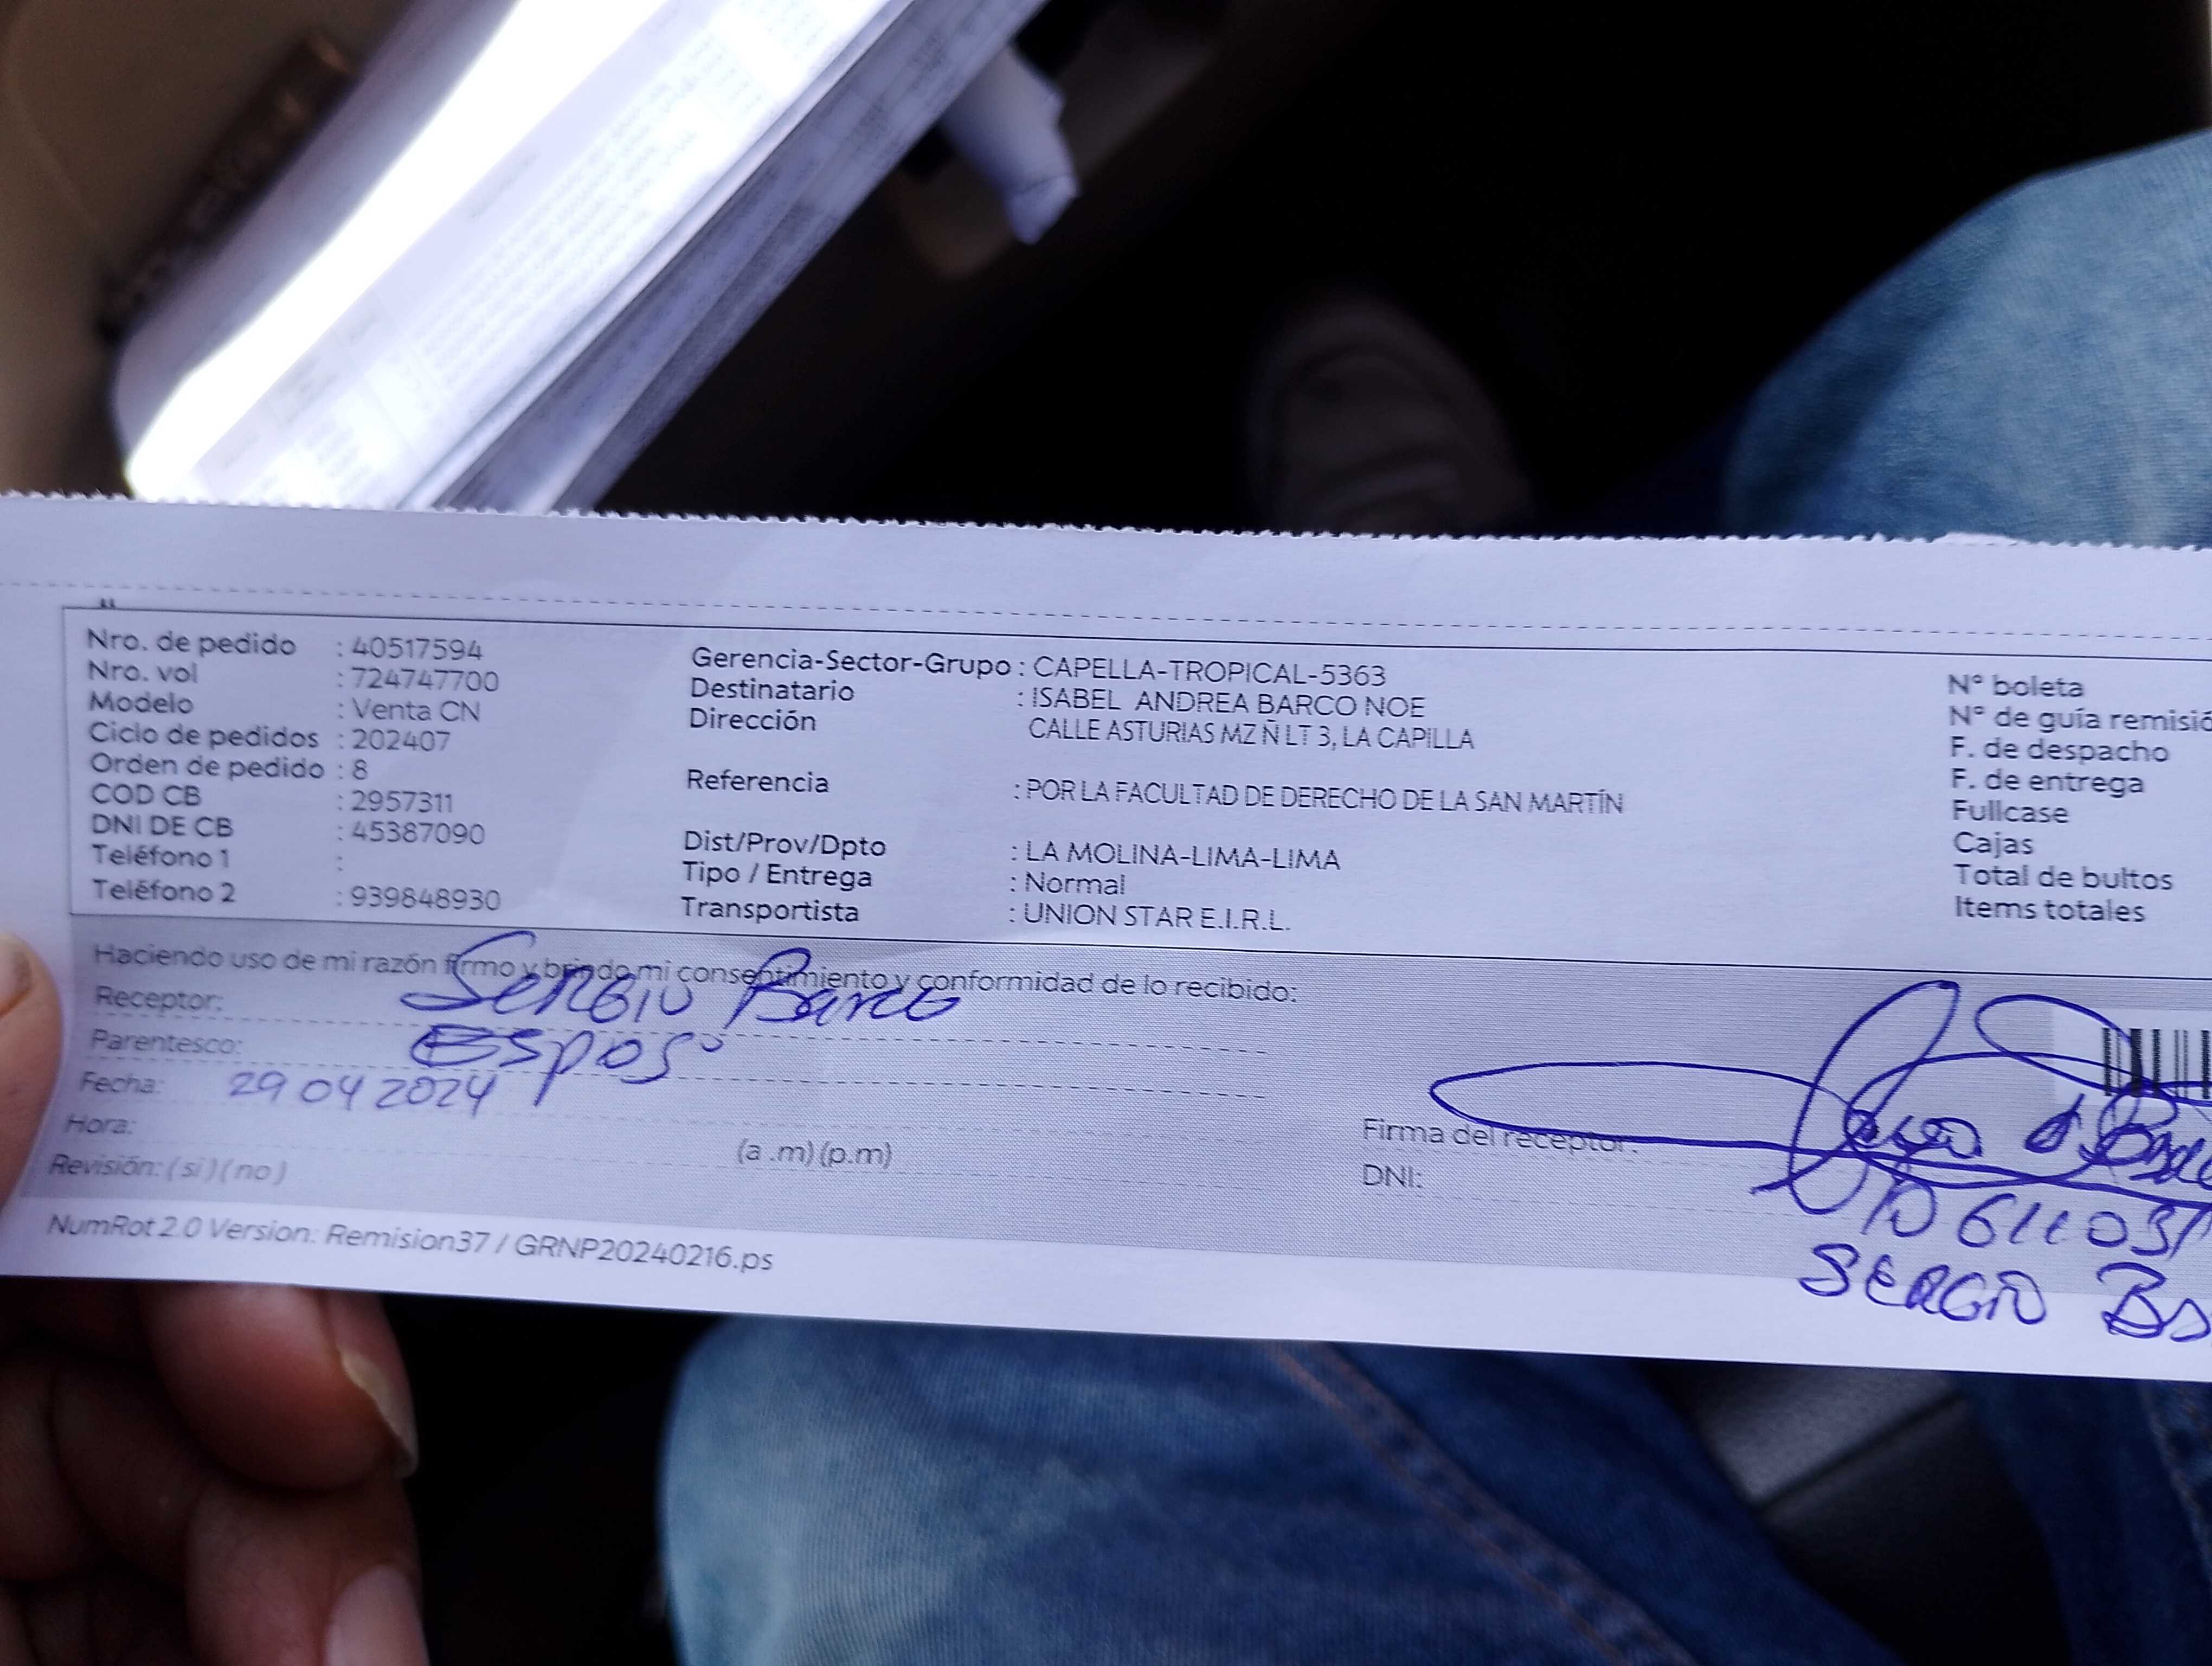 Nro. de pedido : 40517594
Nro. vol : 724747700
Modelo : Venta CN
Ciclo de pedidos : 202407
Orden de pedido : 8
COD CB : 2957311
DNI DE CB : 45387090
Teléfono 1 :
Teléfono 2 : 939848930
Gerencia-Sector-Grupo : CAPELLA-TROPICAL-5363
Destinatario : ISABEL ANDREA BARCO NOE
Dirección CALLE ASTURIAS MZ Ñ LT 3, LA CAPILLA
Referencia : POR LA FACULTAD DE DERECHO DE LA SAN MARTÍN
Dist/Prov/Dpto : LA MOLINA-LIMA-LIMA
Tipo / Entrega : Normal
Transportista : UNION STAR E.I.R.L.
N° boleta
N° de guía remisió
F. de despacho
F. de entrega
Fullcase
Cajas
Total de bultos
Items totales
Haciendo uso de mi razón firmo y brindo mi consentimiento y conformidad de lo recibido:
Receptor: Sergio Barco
Parentesco: Esposo
Fecha: 29 04 2024
Hora: (a .m) (p.m)
Revisión: ( si ) ( no )
Firma del receptor:
DNI:
SERGIO
NumRot 2.0 Version: Remision37 / GRNP20240216.ps